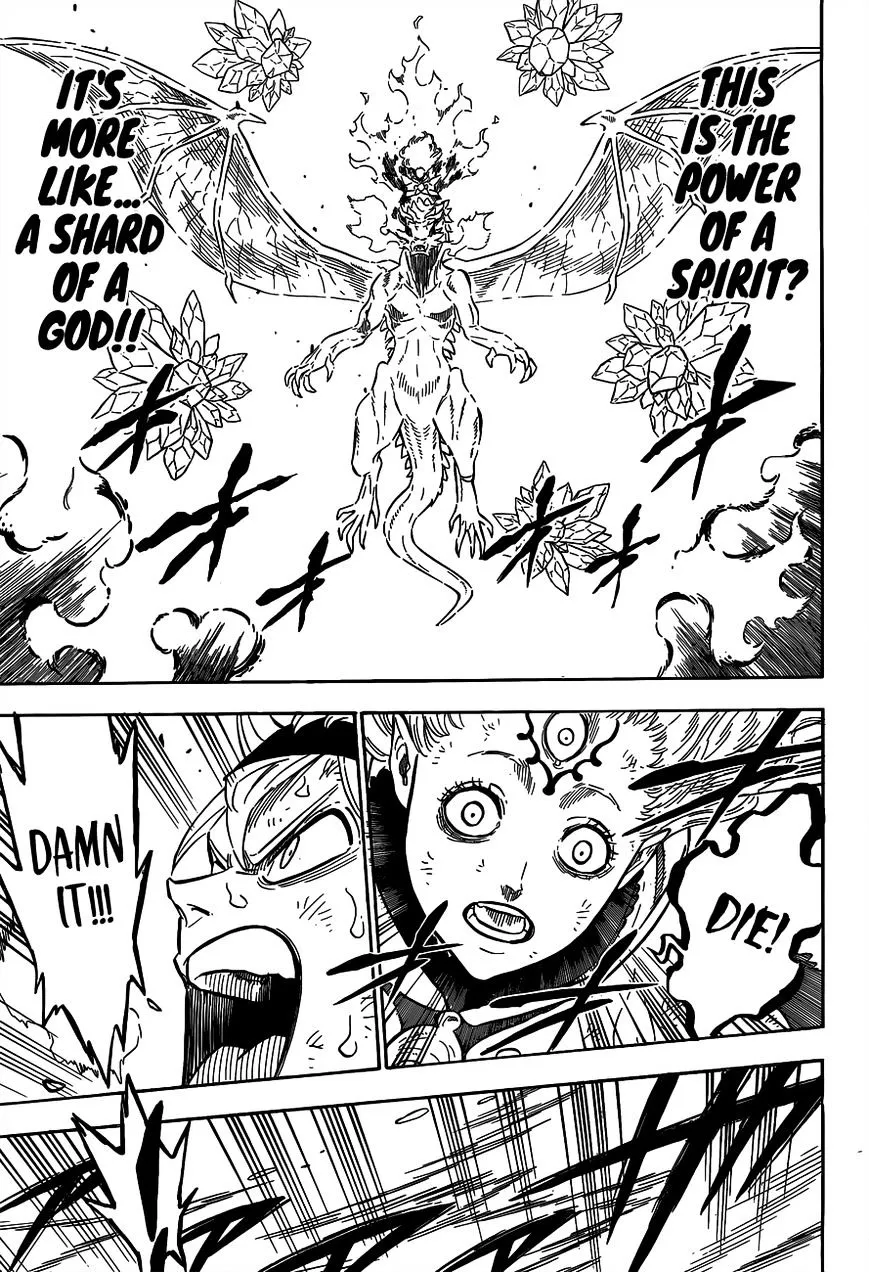 THIS
IS THE
POWER
OF A
SPIRIT?
IT'S
MORE
LIKE...
A SHARD
OF A
GOD!!
DIE!
DAMN
IT!!!